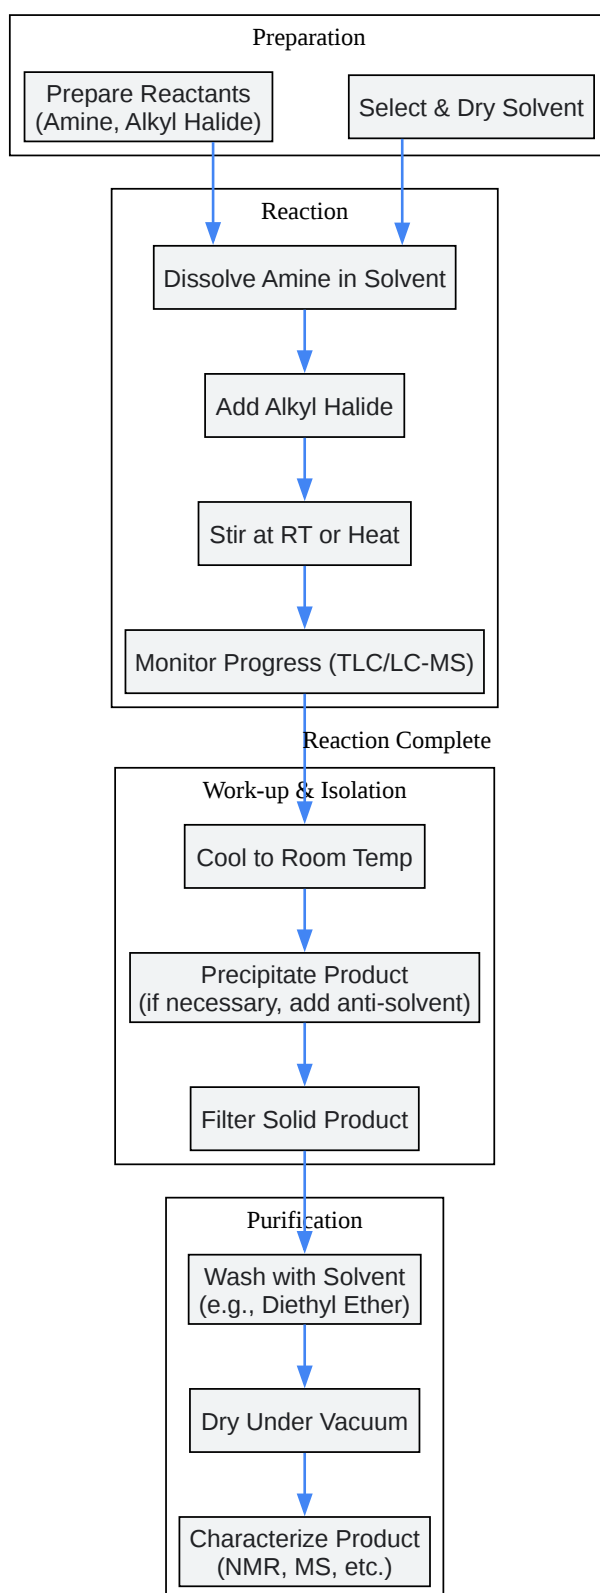 Preparation
Prepare Reactants
(Amine, Alkyl Halide)
Select & Dry Solvent
Reaction
Dissolve Amine in Solvent
Add Alkyl Halide
Stir at RT or Heat
Monitor Progress (TLC/LC-MS)
Reaction Complete
Work-up & Isolation
Cool to Room Temp
Precipitate Product
(if necessary, add anti-solvent)
Filter Solid Product
Purification
Wash with Solvent
(e.g., Diethyl Ether)
Dry Under Vacuum
Characterize Product
(NMR, MS, etc.)